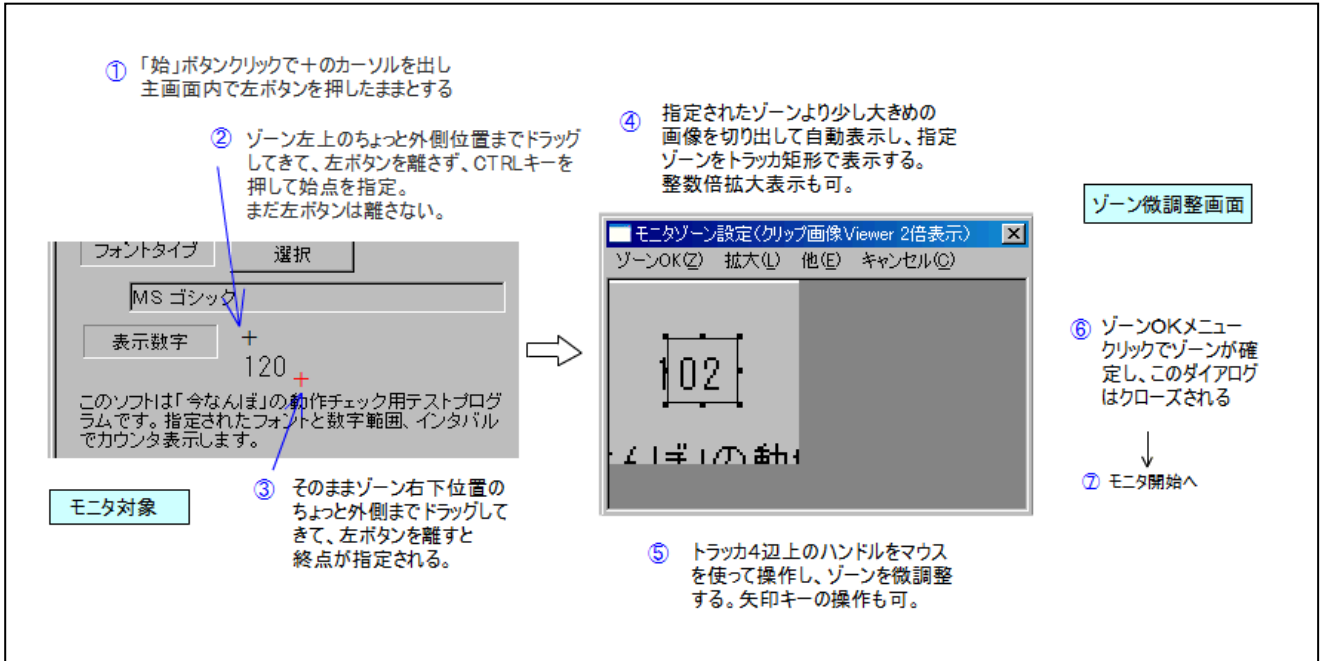 ① 「始」ボタンクリックで＋のカーソルを出し
主画面内で左ボタンを押したままとする
② ゾーン左上のちょっと外側位置までドラッグ
してきて、左ボタンを離さず、CTRLキーを
押して始点を指定。
まだ左ボタンは離さない。
フォントタイプ 選択
MS ゴシック
表示数字
120
このソフトは「今なんぼ」の動作チェック用テストプログ
ラムです。指定されたフォントと数字範囲、インタバル
でカウンタ表示します。
モニタ対象
③ そのままゾーン右下位置の
ちょっと外側までドラッグして
きて、左ボタンを離すと
終点が指定される。
④ 指定されたゾーンより少し大きめの
画像を切り出して自動表示し、指定
ゾーンをトラッカ矩形で表示する。
整数倍拡大表示も可。
ゾーン微調整画面
モニタゾーン設定(クリップ画像Viewer 2倍表示)
ゾーンOK(Z) 拡大(L) 他(E) キャンセル(C)
102
なんぼ」の動
⑤ トラッカ4辺上のハンドルをマウス
を使って操作し、ゾーンを微調整
する。矢印キーの操作も可。
⑥ ゾーンOKメニュー
クリックでゾーンが確
定し、このダイアログ
はクローズされる
⑦ モニタ開始へ